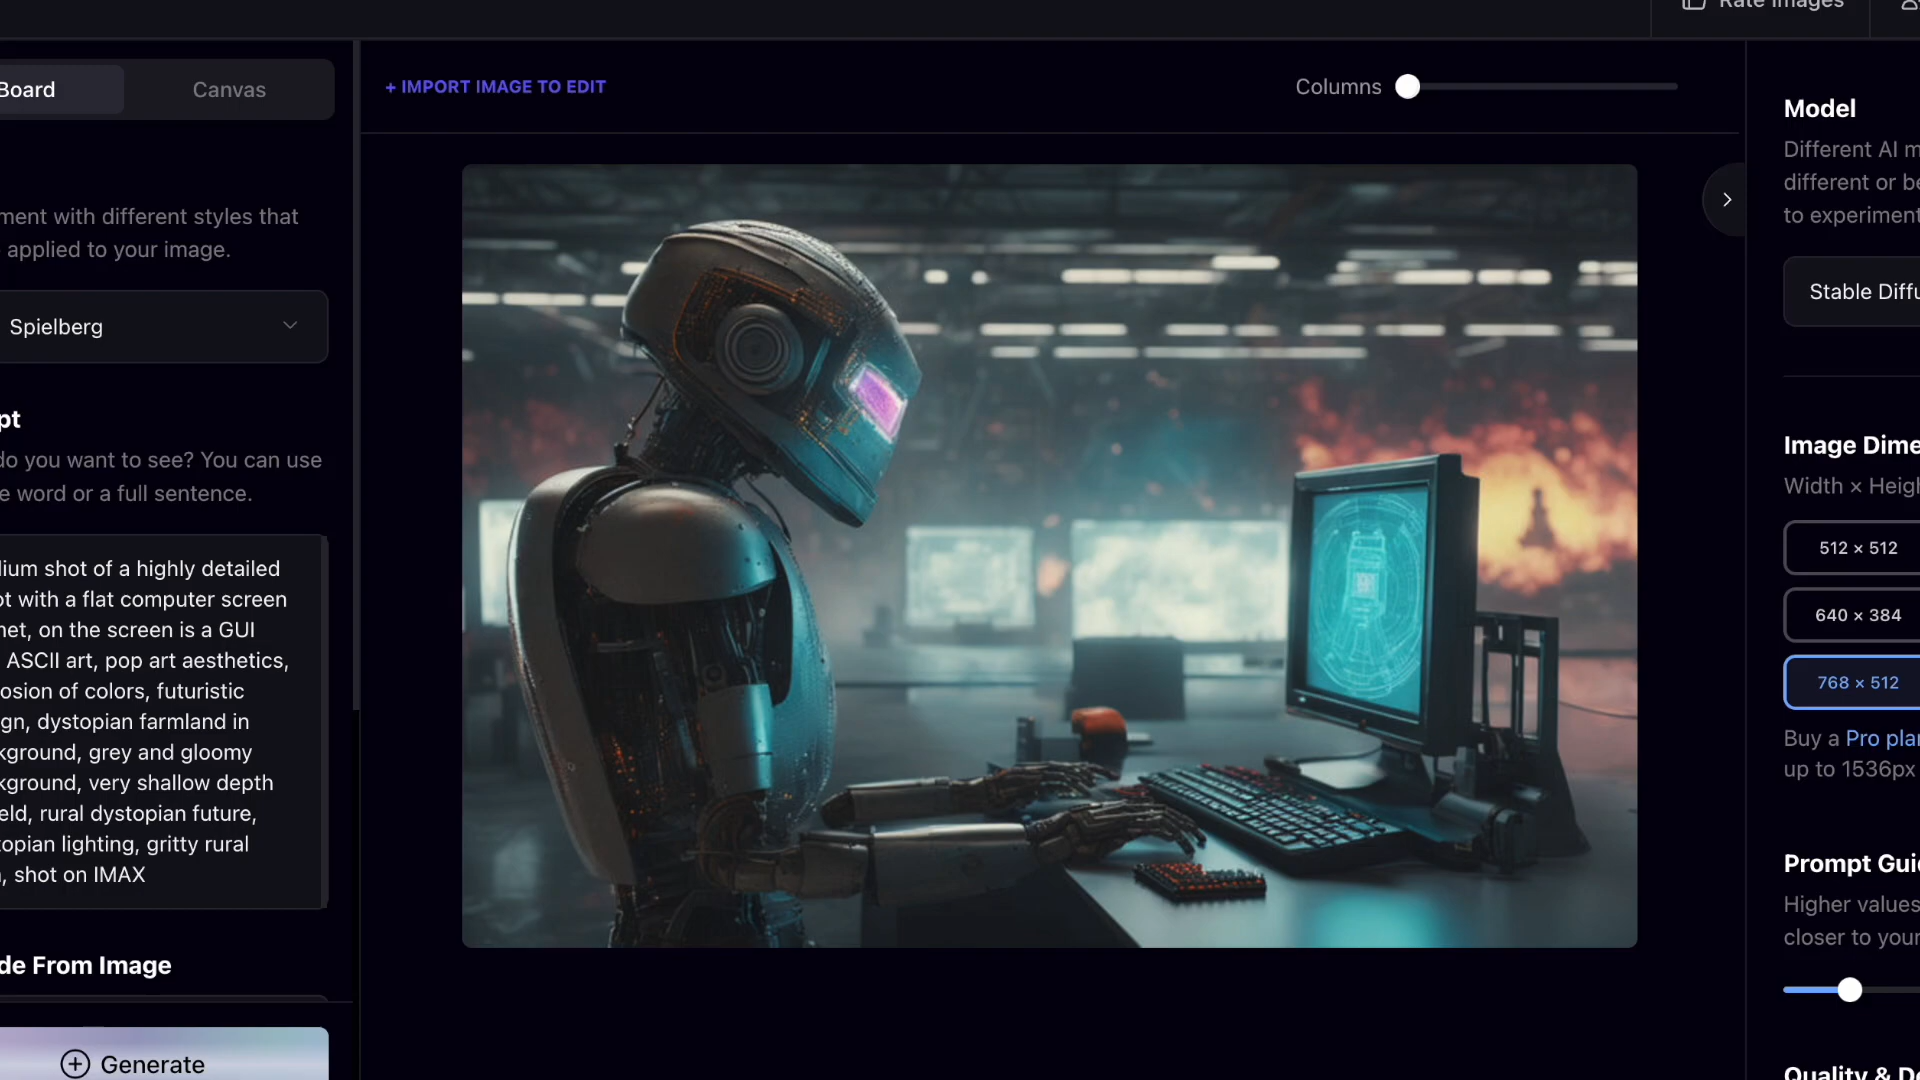 Rate Images
Board
Canvas
+ IMPORT IMAGE TO EDIT
Columns
ment with different styles that
applied to your image.
Spielberg
pt
do you want to see? You can use
e word or a full sentence.
lium shot of a highly detailed
ot with a flat computer screen
net, on the screen is a GUI
ASCII art, pop art aesthetics,
osion of colors, futuristic
gn, dystopian farmland in
kground, grey and gloomy
kground, very shallow depth
eld, rural dystopian future,
topian lighting, gritty rural
, shot on IMAX
de From Image
Generate
Model
Different AI m
different or be
to experiment
Stable Diffu
Image Dime
Width × Heigh
512 × 512
640 × 384
768 × 512
Buy a Pro plan
up to 1536px
Prompt Guid
Higher values
closer to your
Quality & De